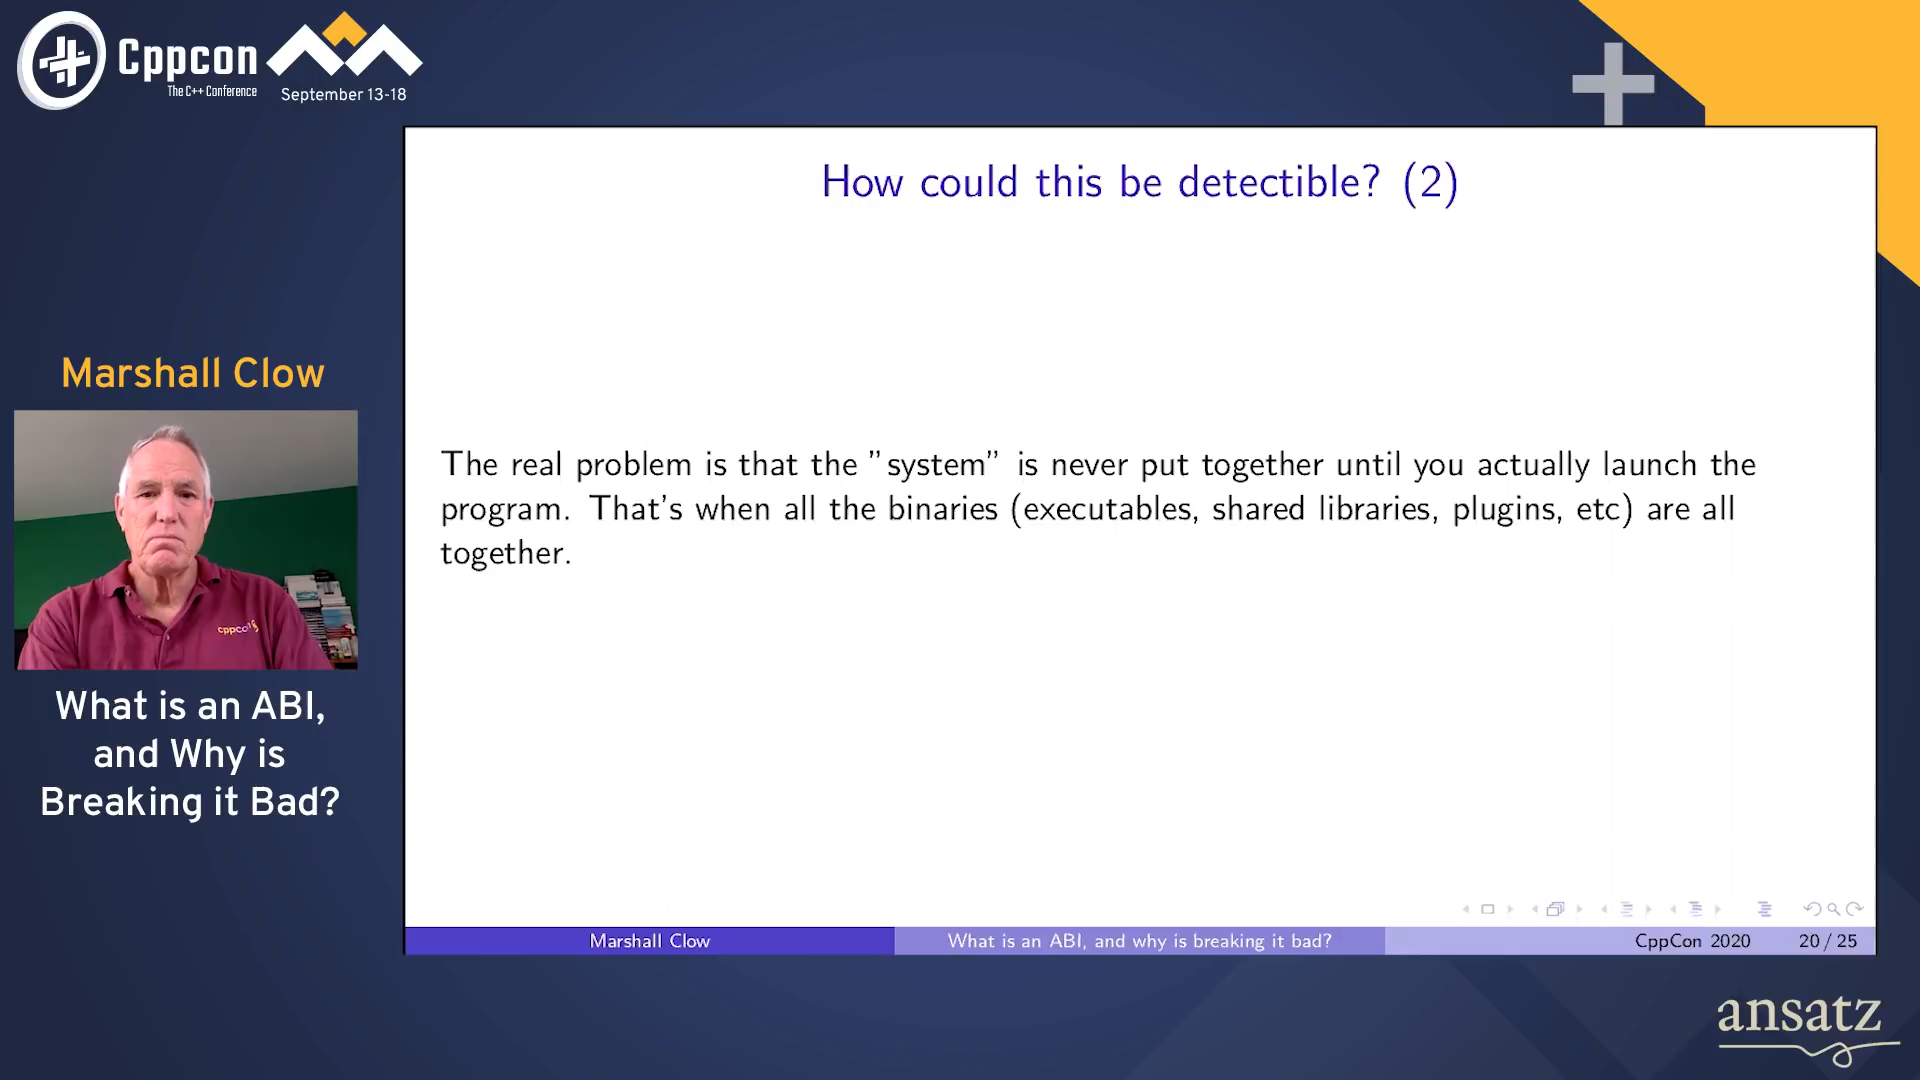 Cppcon
The C++ Conference
September 13-18
Marshall Clow
cppcon
What is an ABI,
and Why is
Breaking it Bad?
How could this be detectible? (2)
The real problem is that the ”system” is never put together until you actually launch the
program. That's when all the binaries (executables, shared libraries, plugins, etc) are all
together.
Marshall Clow
What is an ABI, and why is breaking it bad?
CppCon 2020
20 / 25
ansatz